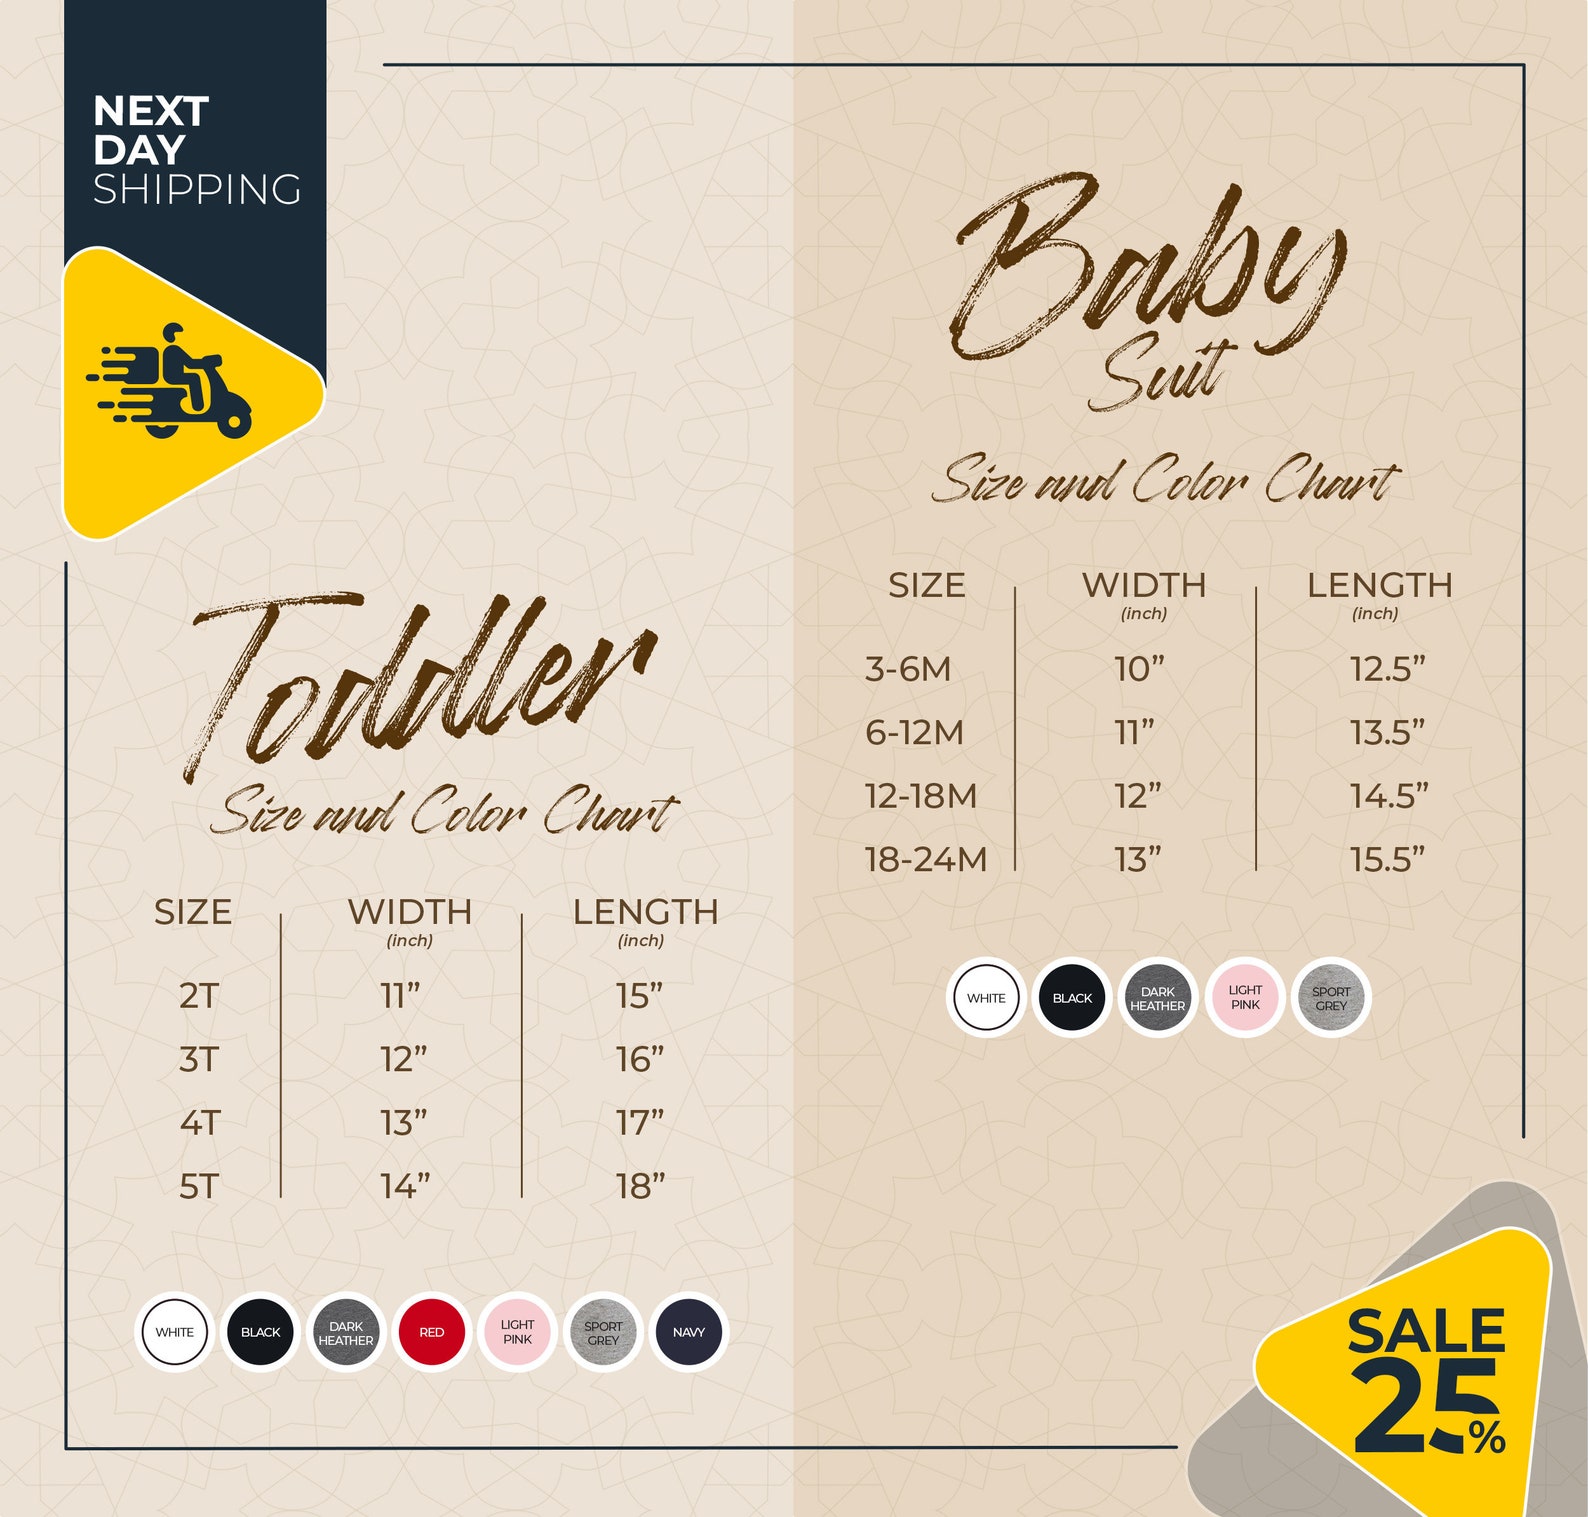 NEXT
DAY
SHIPPING
Toddler
Size and Color Chart
SIZE WIDTH LENGTH
(inch) (inch)
2T 11” 15”
3T 12” 16”
4T 13” 17”
5T 14” 18”
WHITE BLACK DARK HEATHER RED LIGHT PINK SPORT GREY NAVY
Baby
Suit
Size and Color Chart
SIZE WIDTH LENGTH
(inch) (inch)
3-6M 10” 12.5”
6-12M 11” 13.5”
12-18M 12” 14.5”
18-24M 13” 15.5”
WHITE BLACK DARK HEATHER LIGHT PINK SPORT GREY
SALE
25%